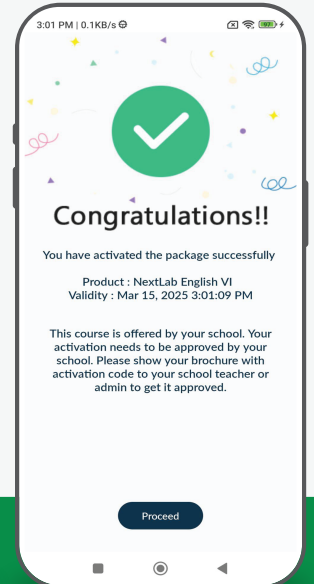 3:01 PM | 0.1KB/s
Congratulations!!
You have activated the package successfully
Product : NextLab English VI
Validity : Mar 15, 2025 3:01:09 PM
This course is offered by your school. Your
activation needs to be approved by your
school. Please show your brochure with
activation code to your school teacher or
admin to get it approved.
Proceed